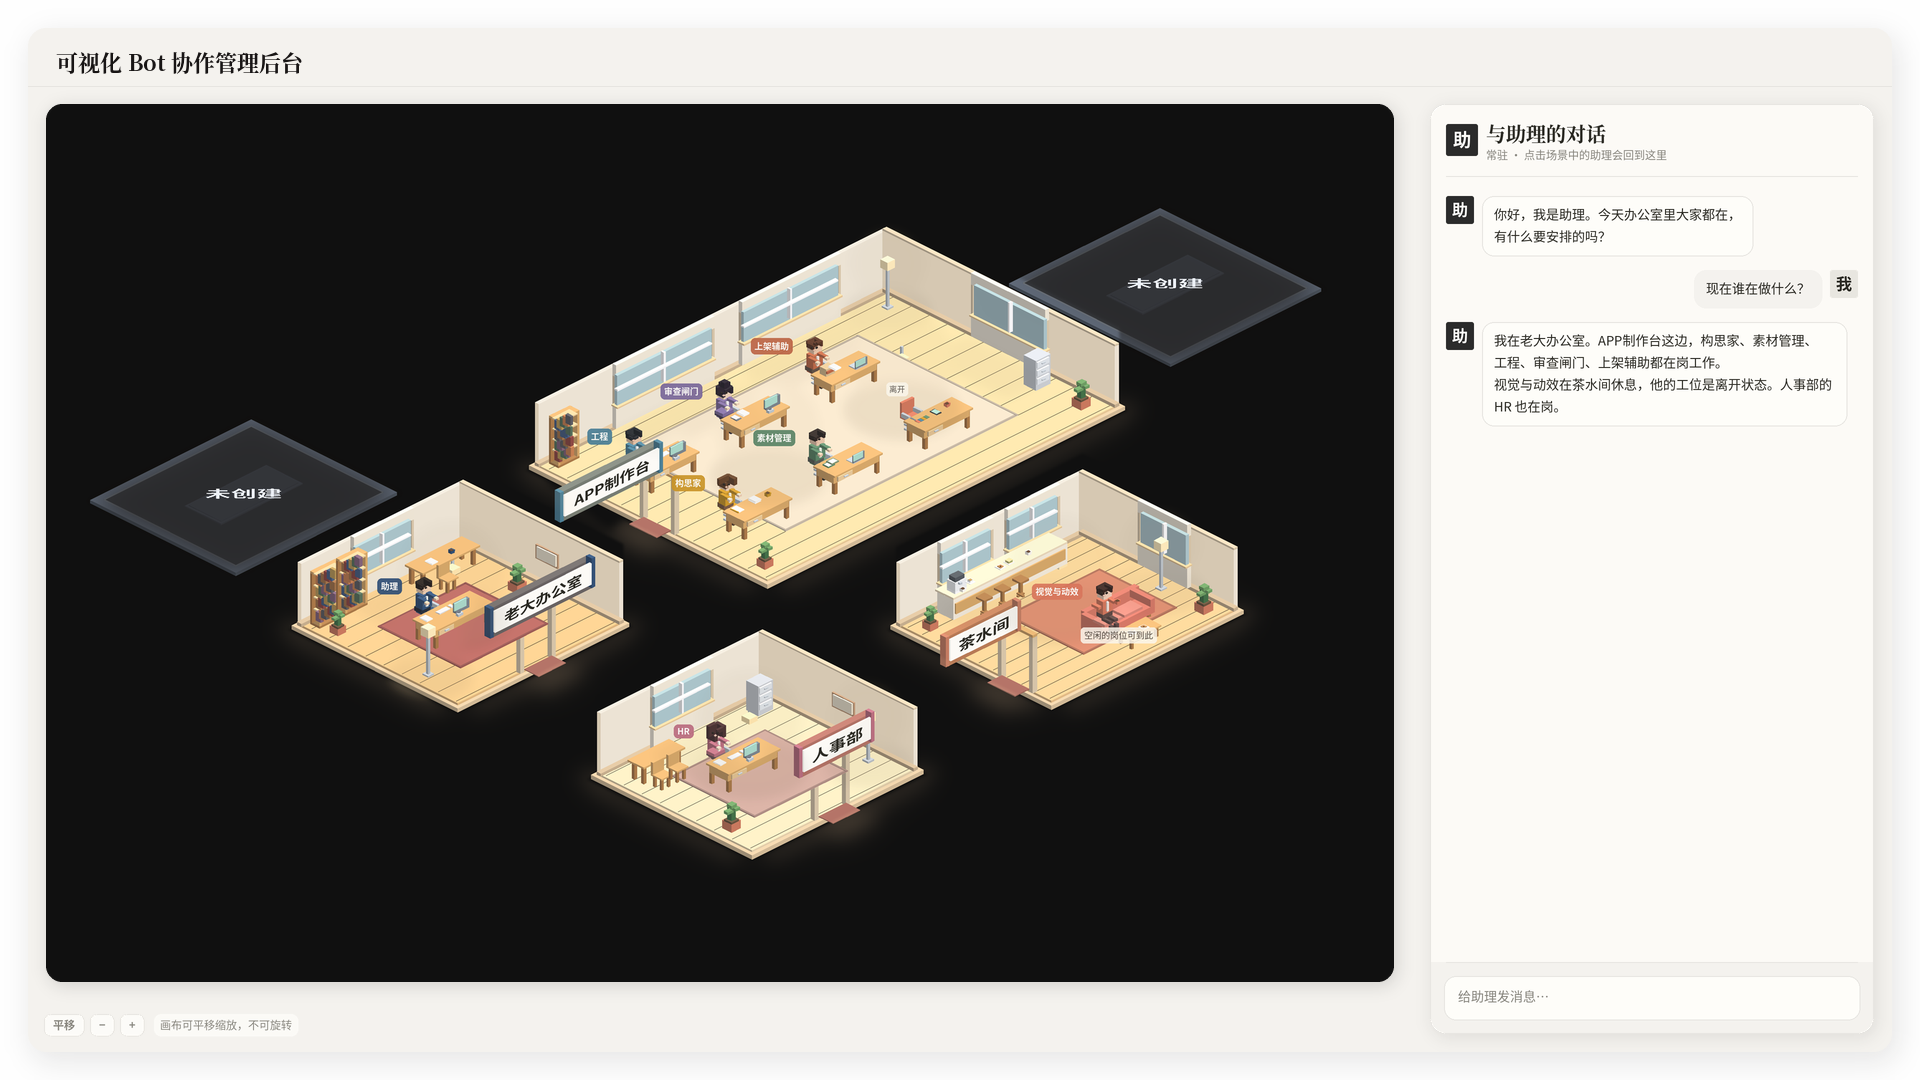 可视化 Bot 协作管理后台
未创建
上架辅助
审查闸门
离开
工程
素材管理
构思家
APP制作台
未创建
助理
老大办公室
视觉与动效
空闲的岗位可到此
茶水间
HR
人事部
平移
−
+
画布可平移缩放，不可旋转
助
与助理的对话
常驻 · 点击场景中的助理会回到这里
助
你好，我是助理。今天办公室里大家都在，
有什么要安排的吗？
现在谁在做什么？
我
助
我在老大办公室。APP制作台这边，构思家、素材管理、
工程、审查闸门、上架辅助都在岗工作。
视觉与动效在茶水间休息，他的工位是离开状态。人事部的
HR 也在岗。
给助理发消息…